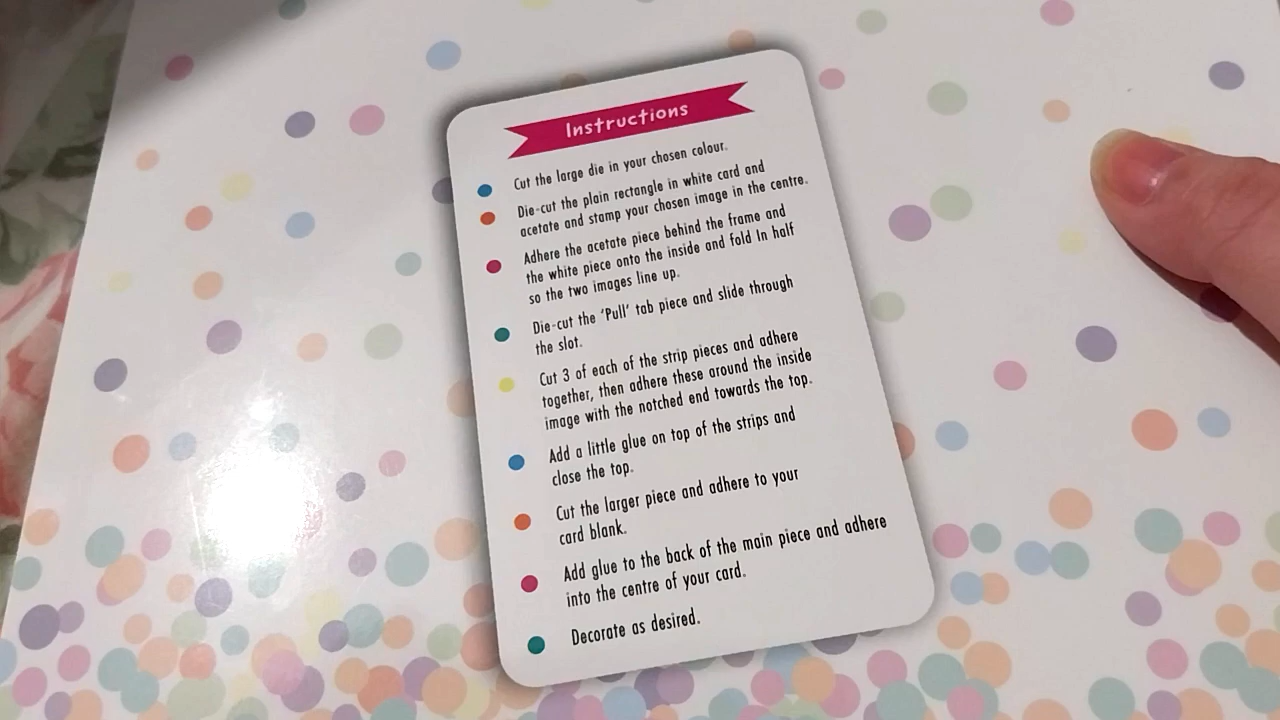 Instructions
Cut the large die in your chosen colour.
Die-cut the plain rectangle in white card and
acetate and stamp your chosen image in the centre.
Adhere the acetate piece behind the frame and
the white piece onto the inside and fold In half
so the two images line up.
Die-cut the 'Pull' tab piece and slide through
the slot.
Cut 3 of each of the strip pieces and adhere
together, then adhere these around the inside
image with the notched end towards the top.
Add a little glue on top of the strips and
close the top.
Cut the larger piece and adhere to your
card blank.
Add glue to the back of the main piece and adhere
into the centre of your card.
Decorate as desired.